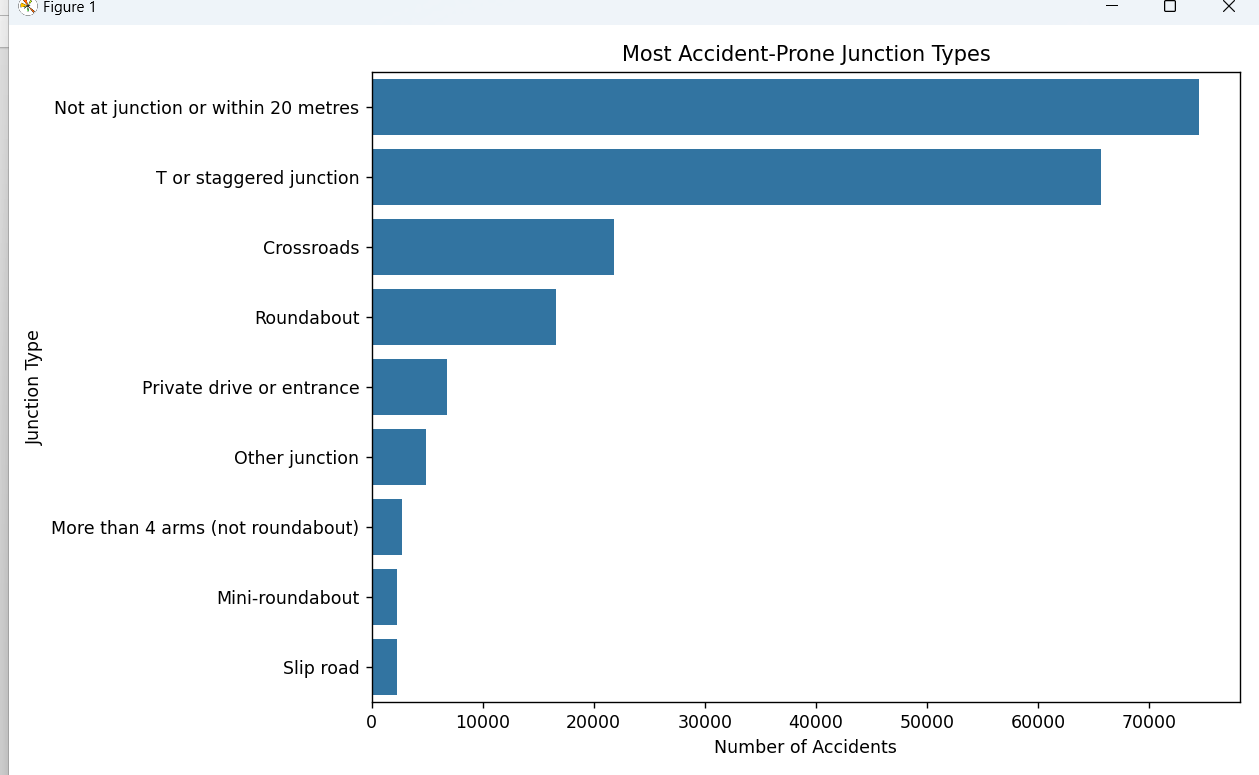 Figure 1
Most Accident-Prone Junction Types
Not at junction or within 20 metres
T or staggered junction
Crossroads
Roundabout
Private drive or entrance
Other junction
More than 4 arms (not roundabout)
Mini-roundabout
Slip road
Junction Type
0 10000 20000 30000 40000 50000 60000 70000
Number of Accidents